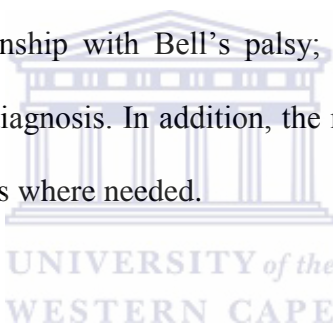 nship with Bell’s palsy;
iagnosis. In addition, the
s where needed.
UNIVERSITY of the
WESTERN CAPE